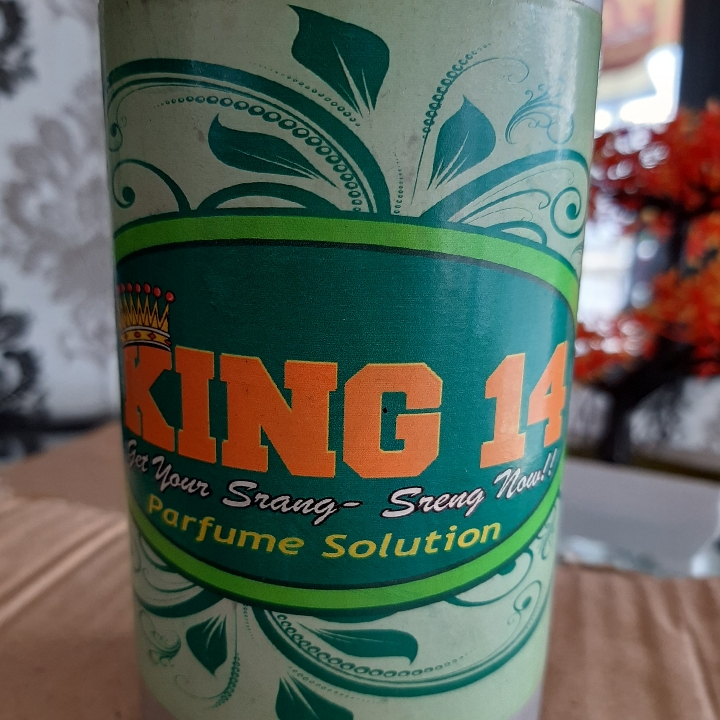 KING 14
Get Your Srang- Sreng Now!!
Parfume Solution